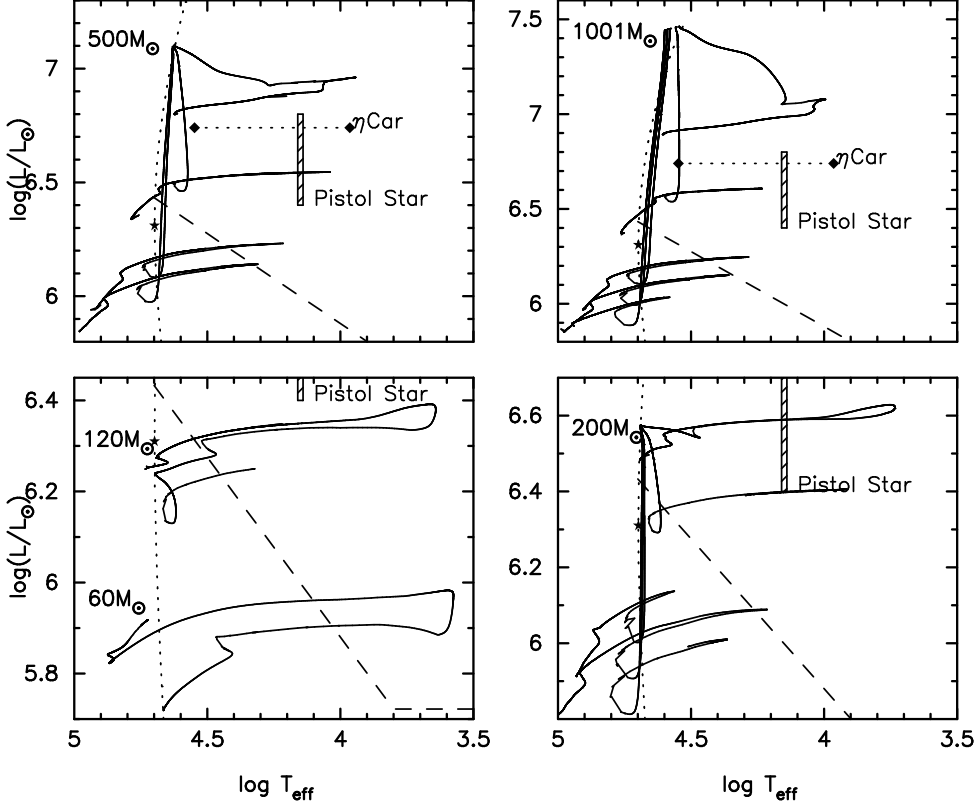 500M⊙
7
ηCar
6.5
Pistol Star
6
log(L/L⊙)
7.5
1001M⊙
7
ηCar
6.5
Pistol Star
6
6.4
Pistol Star
120M⊙
6.2
6
60M⊙
5.8
log(L/L⊙)
5 4.5 4 3.5
log Teff
6.6
200M⊙
6.4
Pistol Star
6.2
6
5 4.5 4 3.5
log Teff